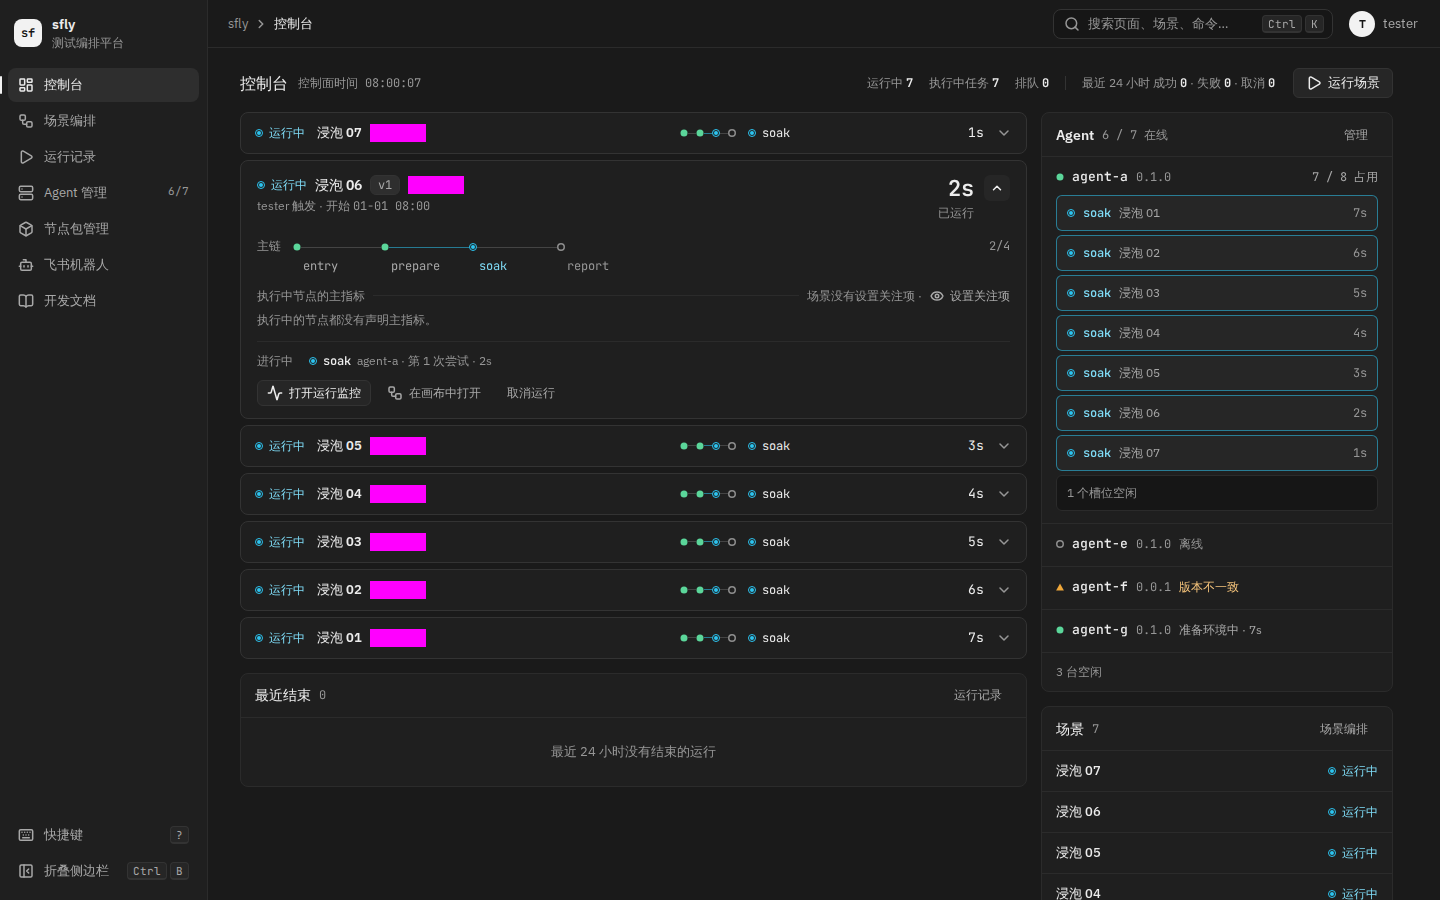 sf
sfly
测试编排平台
控制台
场景编排
运行记录
Agent 管理 6/7
节点包管理
飞书机器人
开发文档
快捷键 ?
折叠侧边栏 Ctrl B
sfly > 控制台
搜索页面、场景、命令... Ctrl K
T tester
控制台 控制面时间 08:00:07
运行中 7 执行中任务 7 排队 0 最近 24 小时 成功 0 · 失败 0 · 取消 0
运行场景
运行中 浸泡 07 soak 1s
运行中 浸泡 06 v1 2s
tester 触发 · 开始 01-01 08:00 已运行
主链 2/4
entry prepare soak report
执行中节点的主指标 场景没有设置关注项 · 设置关注项
执行中的节点都没有声明主指标。
进行中 soak agent-a · 第 1 次尝试 · 2s
打开运行监控 在画布中打开 取消运行
运行中 浸泡 05 soak 3s
运行中 浸泡 04 soak 4s
运行中 浸泡 03 soak 5s
运行中 浸泡 02 soak 6s
运行中 浸泡 01 soak 7s
最近结束 0 运行记录
最近 24 小时没有结束的运行
Agent 6 / 7 在线 管理
agent-a 0.1.0 7 / 8 占用
soak 浸泡 01 7s
soak 浸泡 02 6s
soak 浸泡 03 5s
soak 浸泡 04 4s
soak 浸泡 05 3s
soak 浸泡 06 2s
soak 浸泡 07 1s
1 个槽位空闲
agent-e 0.1.0 离线
agent-f 0.0.1 版本不一致
agent-g 0.1.0 准备环境中 · 7s
3 台空闲
场景 7 场景编排
浸泡 07 运行中
浸泡 06 运行中
浸泡 05 运行中
浸泡 04 运行中